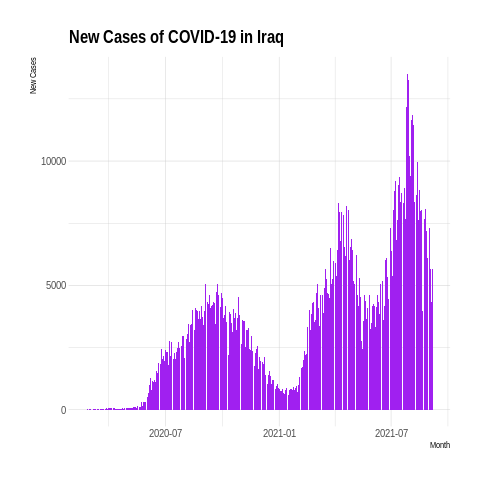 New Cases of COVID-19 in Iraq
New Cases
10000
5000
0
2020-07
2021-01
2021-07
Month